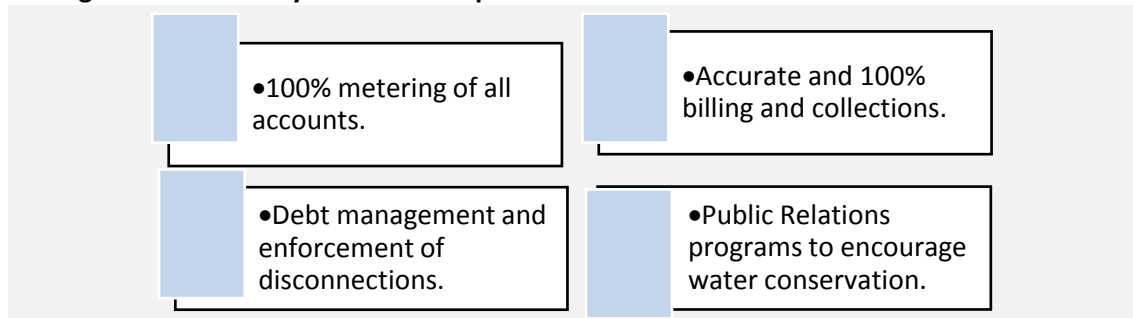 •100% metering of all
accounts.
•Accurate and 100%
billing and collections.
•Debt management and
enforcement of
disconnections.
•Public Relations
programs to encourage
water conservation.